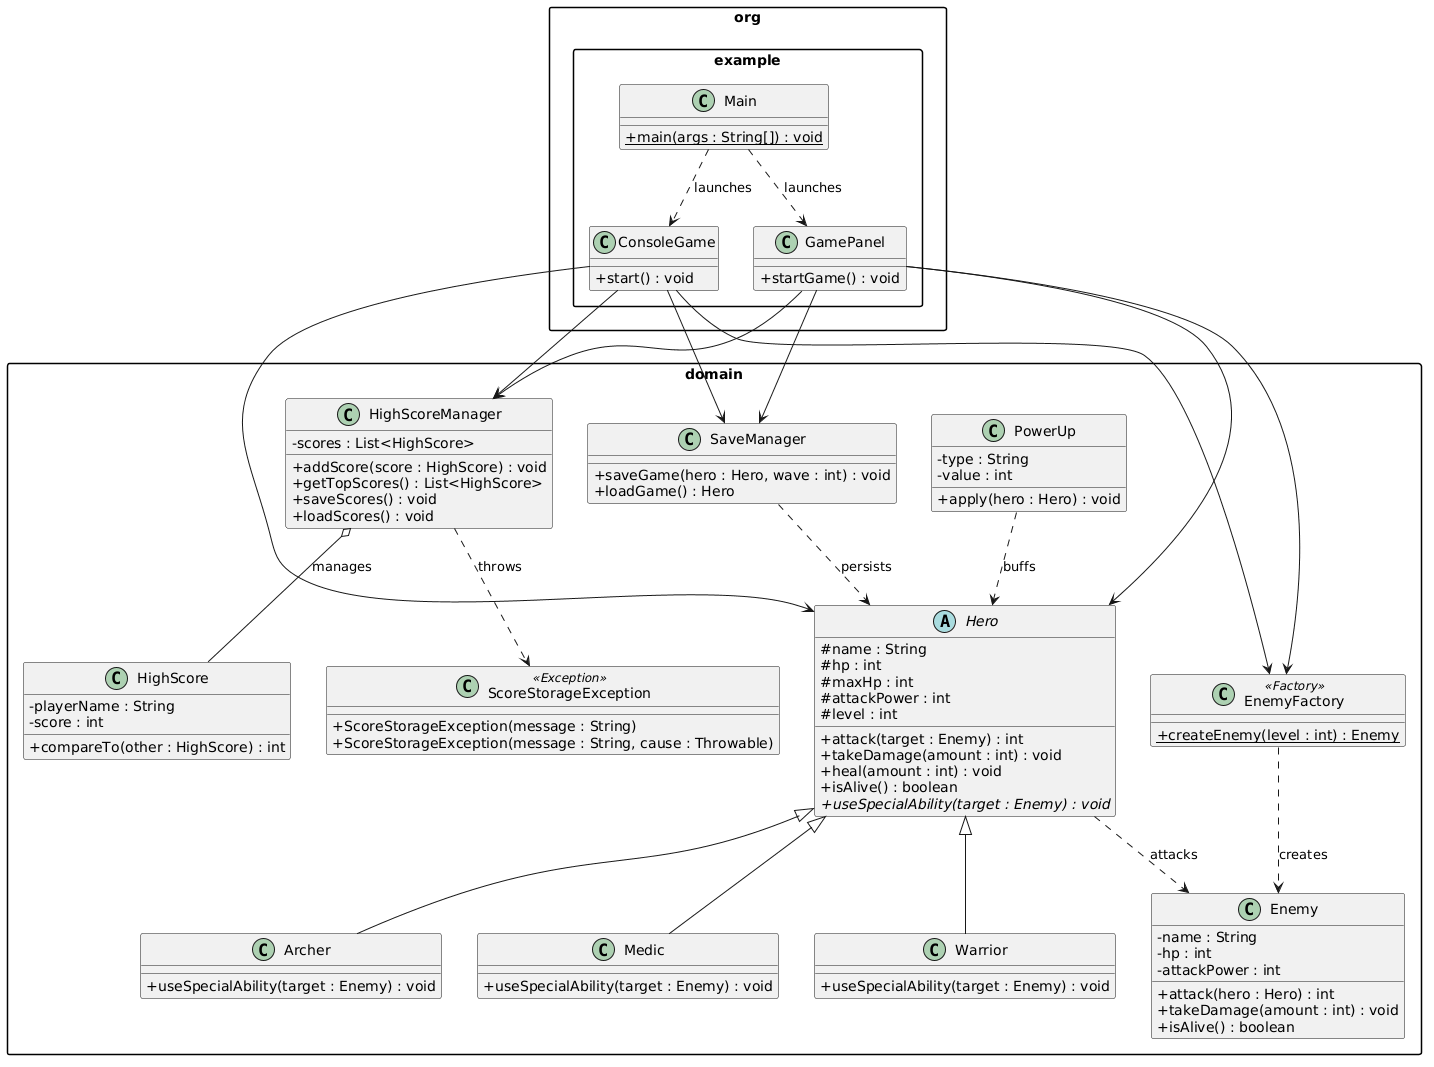 org
example
C Main
+main(args : String[]) : void
launches
launches
C ConsoleGame
+start() : void
C GamePanel
+startGame() : void
domain
C HighScoreManager
-scores : List<HighScore>
+addScore(score : HighScore) : void
+getTopScores() : List<HighScore>
+saveScores() : void
+loadScores() : void
C SaveManager
+saveGame(hero : Hero, wave : int) : void
+loadGame() : Hero
C PowerUp
-type : String
-value : int
+apply(hero : Hero) : void
manages
throws
persists
buffs
C HighScore
-playerName : String
-score : int
+compareTo(other : HighScore) : int
C «Exception»
ScoreStorageException
+ScoreStorageException(message : String)
+ScoreStorageException(message : String, cause : Throwable)
A Hero
#name : String
#hp : int
#maxHp : int
#attackPower : int
#level : int
+attack(target : Enemy) : int
+takeDamage(amount : int) : void
+heal(amount : int) : void
+isAlive() : boolean
+useSpecialAbility(target : Enemy) : void
C «Factory»
EnemyFactory
+createEnemy(level : int) : Enemy
attacks
creates
C Archer
+useSpecialAbility(target : Enemy) : void
C Medic
+useSpecialAbility(target : Enemy) : void
C Warrior
+useSpecialAbility(target : Enemy) : void
C Enemy
-name : String
-hp : int
-attackPower : int
+attack(hero : Hero) : int
+takeDamage(amount : int) : void
+isAlive() : boolean